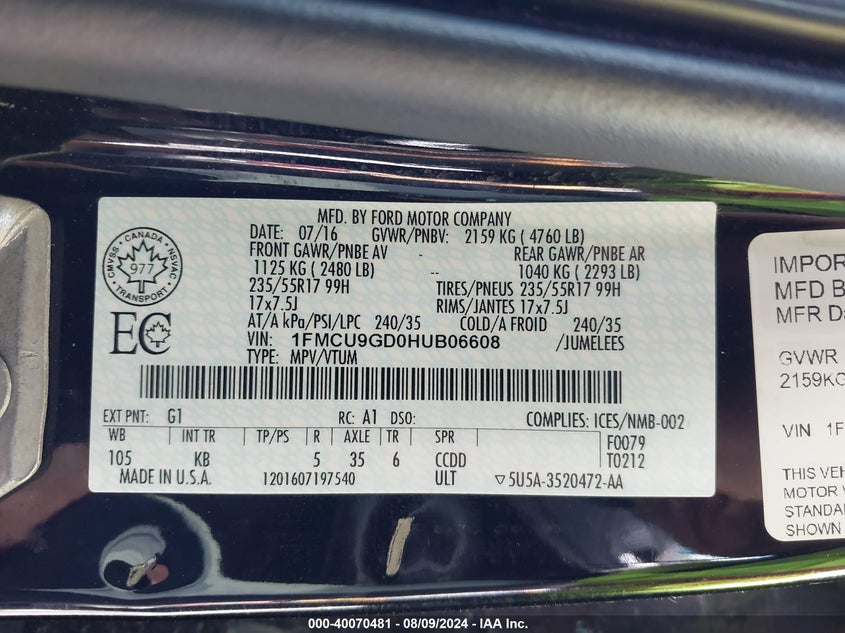 MFD. BY FORD MOTOR COMPANY
DATE: 07/16 GVWR/PNBV: 2159 KG ( 4760 LB)
FRONT GAWR/PNBE AV - REAR GAWR/PNBE AR
1125 KG ( 2480 LB) -- 1040 KG ( 2293 LB)
235/55R17 99H TIRES/PNEUS 235/55R17 99H
17x7.5J RIMS/JANTES 17x7.5J
AT/A kPa/PSI/LPC 240/35 COLD/A FROID 240/35
VIN: 1FMCU9GD0HUB06608 /JUMELEES
TYPE: MPV/VTUM
CMVSS · CANADA · NSVAC
977
TRANSPORT
EC
EXT PNT: G1 RC: A1 DSO: COMPLIES: ICES/NMB-002
WB INT TR TP/PS R AXLE TR SPR F0079
105 KB 5 35 6 CCDD T0212
MADE IN U.S.A. 1201607197540 ULT ▽5U5A-3520472-AA
IMPOR
MFD B
MFR D
GVWR
2159KG
VIN 1F
THIS VEH
MOTOR V
STANDAR
SHOWN
000-40070481 - 08/09/2024 - IAA Inc.